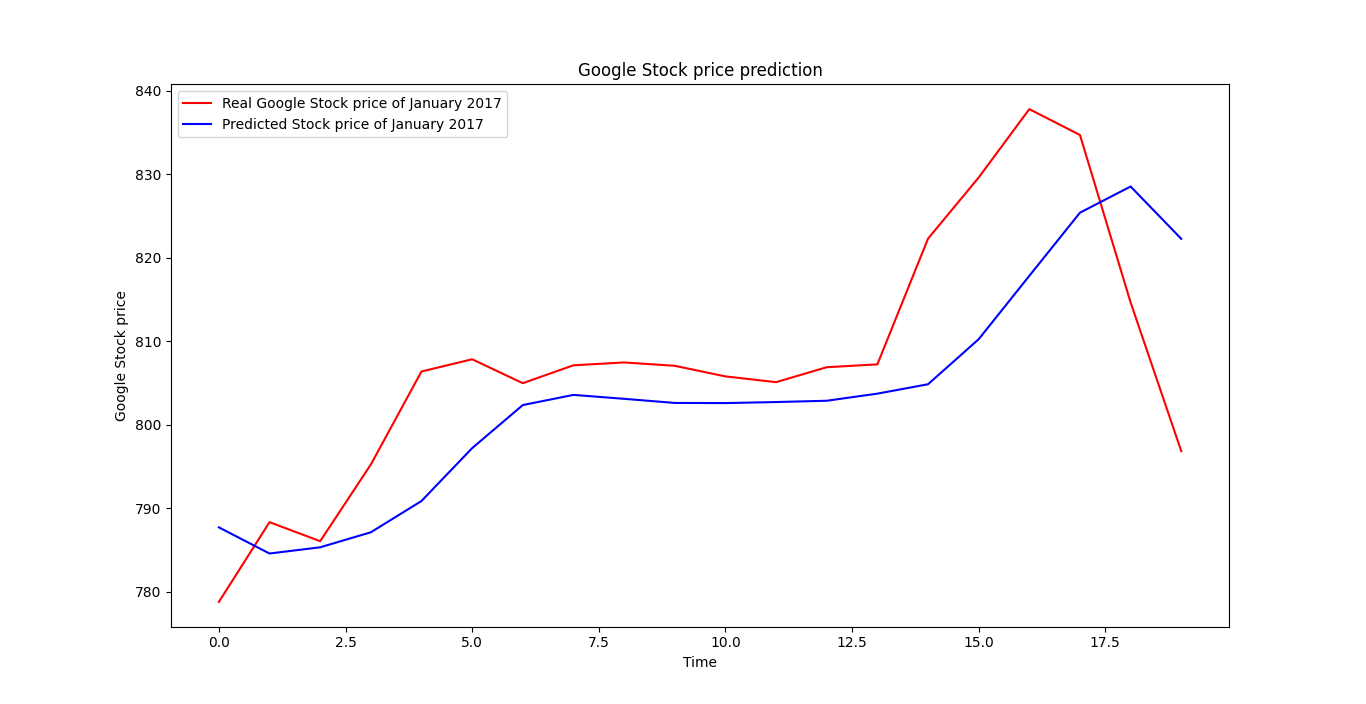 Google Stock price prediction
Real Google Stock price of January 2017
Predicted Stock price of January 2017
Google Stock price
840
830
820
810
800
790
780
0.0 2.5 5.0 7.5 10.0 12.5 15.0 17.5
Time